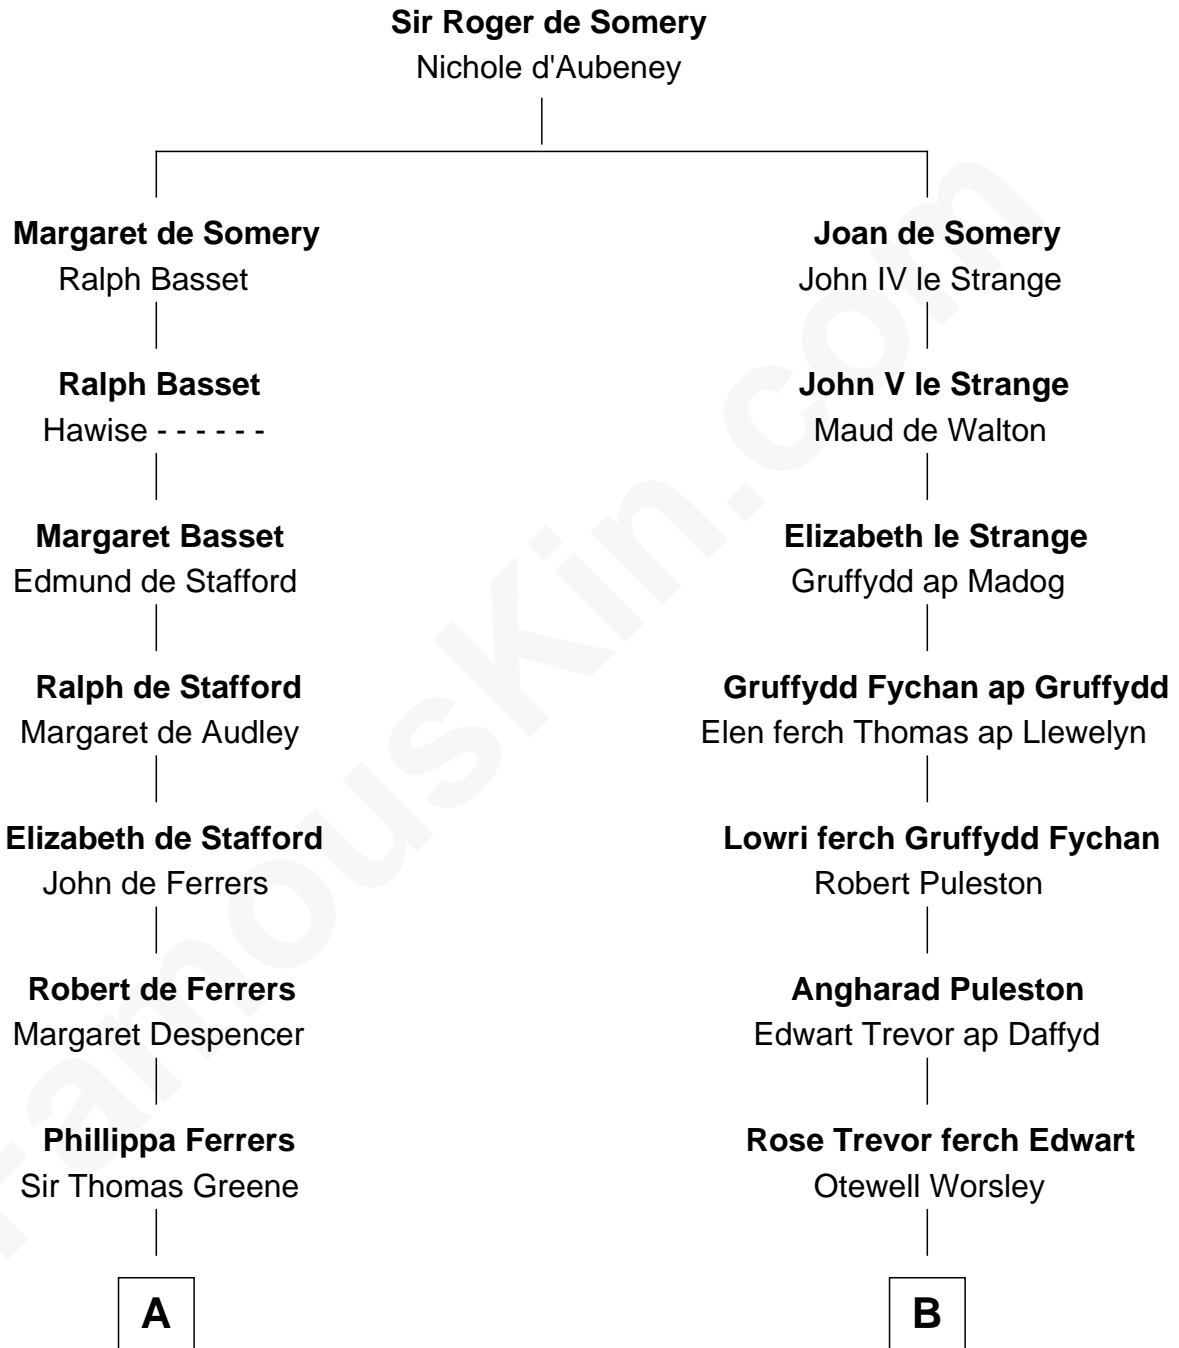 Sir Roger de Somery
Nichole d'Aubeney
Margaret de Somery
Ralph Basset
Joan de Somery
John IV le Strange
Ralph Basset
Hawise - - - - - -
John V le Strange
Maud de Walton
Margaret Basset
Edmund de Stafford
Elizabeth le Strange
Gruffydd ap Madog
Ralph de Stafford
Margaret de Audley
Gruffydd Fychan ap Gruffydd
Elen ferch Thomas ap Llewelyn
Elizabeth de Stafford
John de Ferrers
Lowri ferch Gruffydd Fychan
Robert Puleston
Robert de Ferrers
Margaret Despencer
Angharad Puleston
Edwart Trevor ap Daffyd
Phillippa Ferrers
Sir Thomas Greene
Rose Trevor ferch Edwart
Otewell Worsley
A
B
FamousKin.com